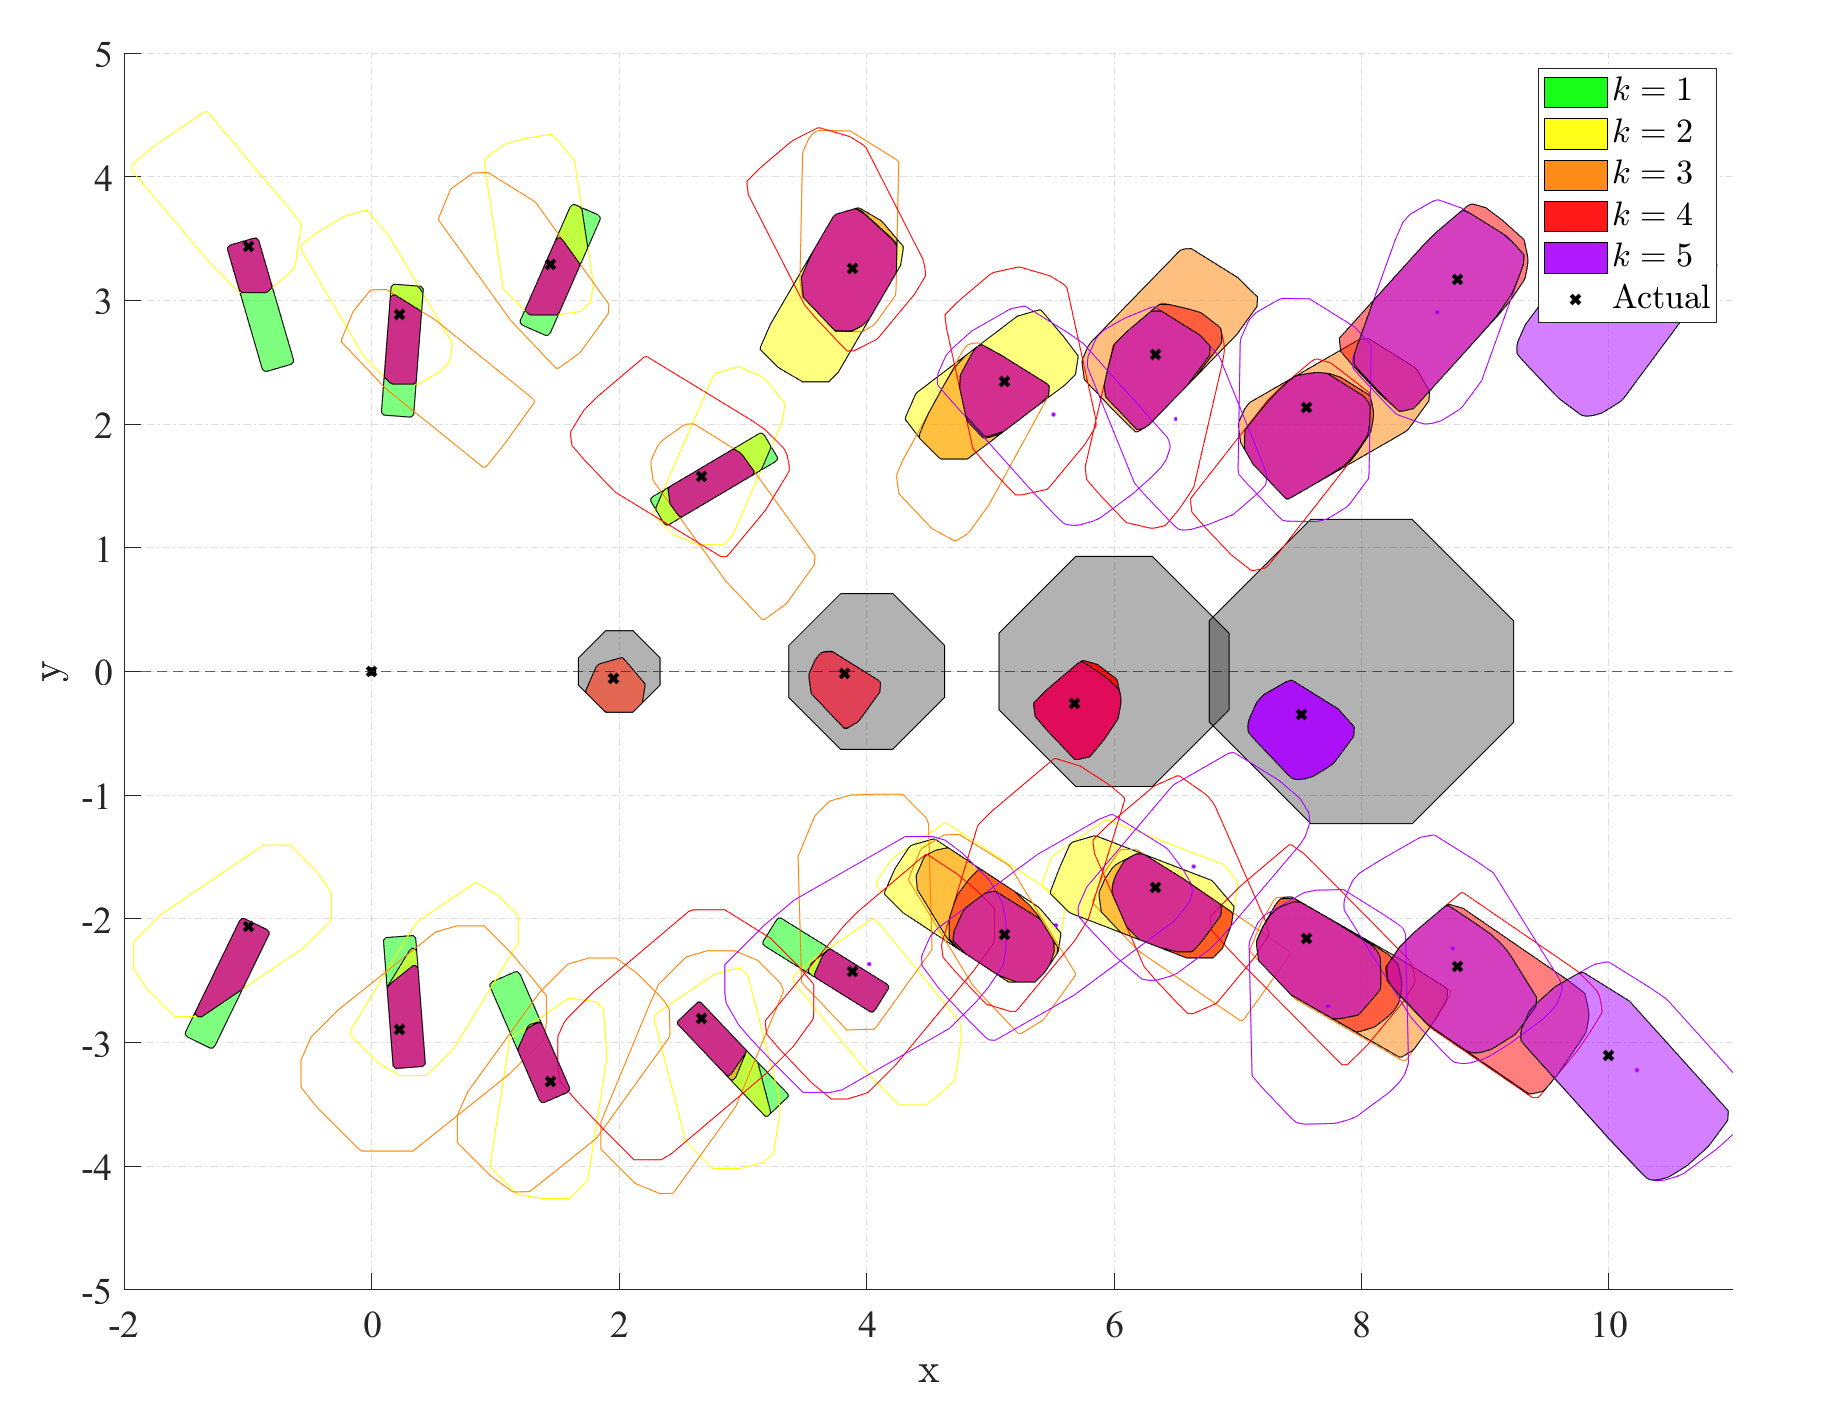 5
4
3
2
1
0
-1
-2
-3
-4
-5
-2 0 2 4 6 8 10
x
y
k = 1
k = 2
k = 3
k = 4
k = 5
Actual